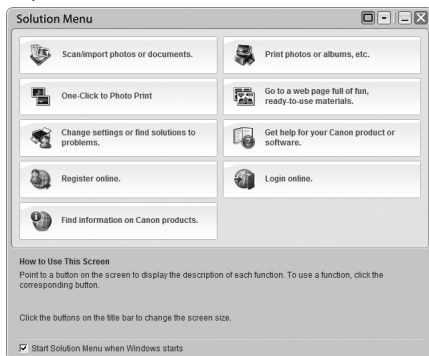 Solution Menu
Scan/import photos or documents.
Print photos or albums, etc.
One-Click to Photo Print
Go to a web page full of fun,
ready-to-use materials.
Change settings or find solutions to
problems.
Get help for your Canon product or
software.
Register online.
Login online.
Find information on Canon products.
How to Use This Screen
Point to a button on the screen to display the description of each function. To use a function, click the
corresponding button.
Click the buttons on the title bar to change the screen size.
Start Solution Menu when Windows starts